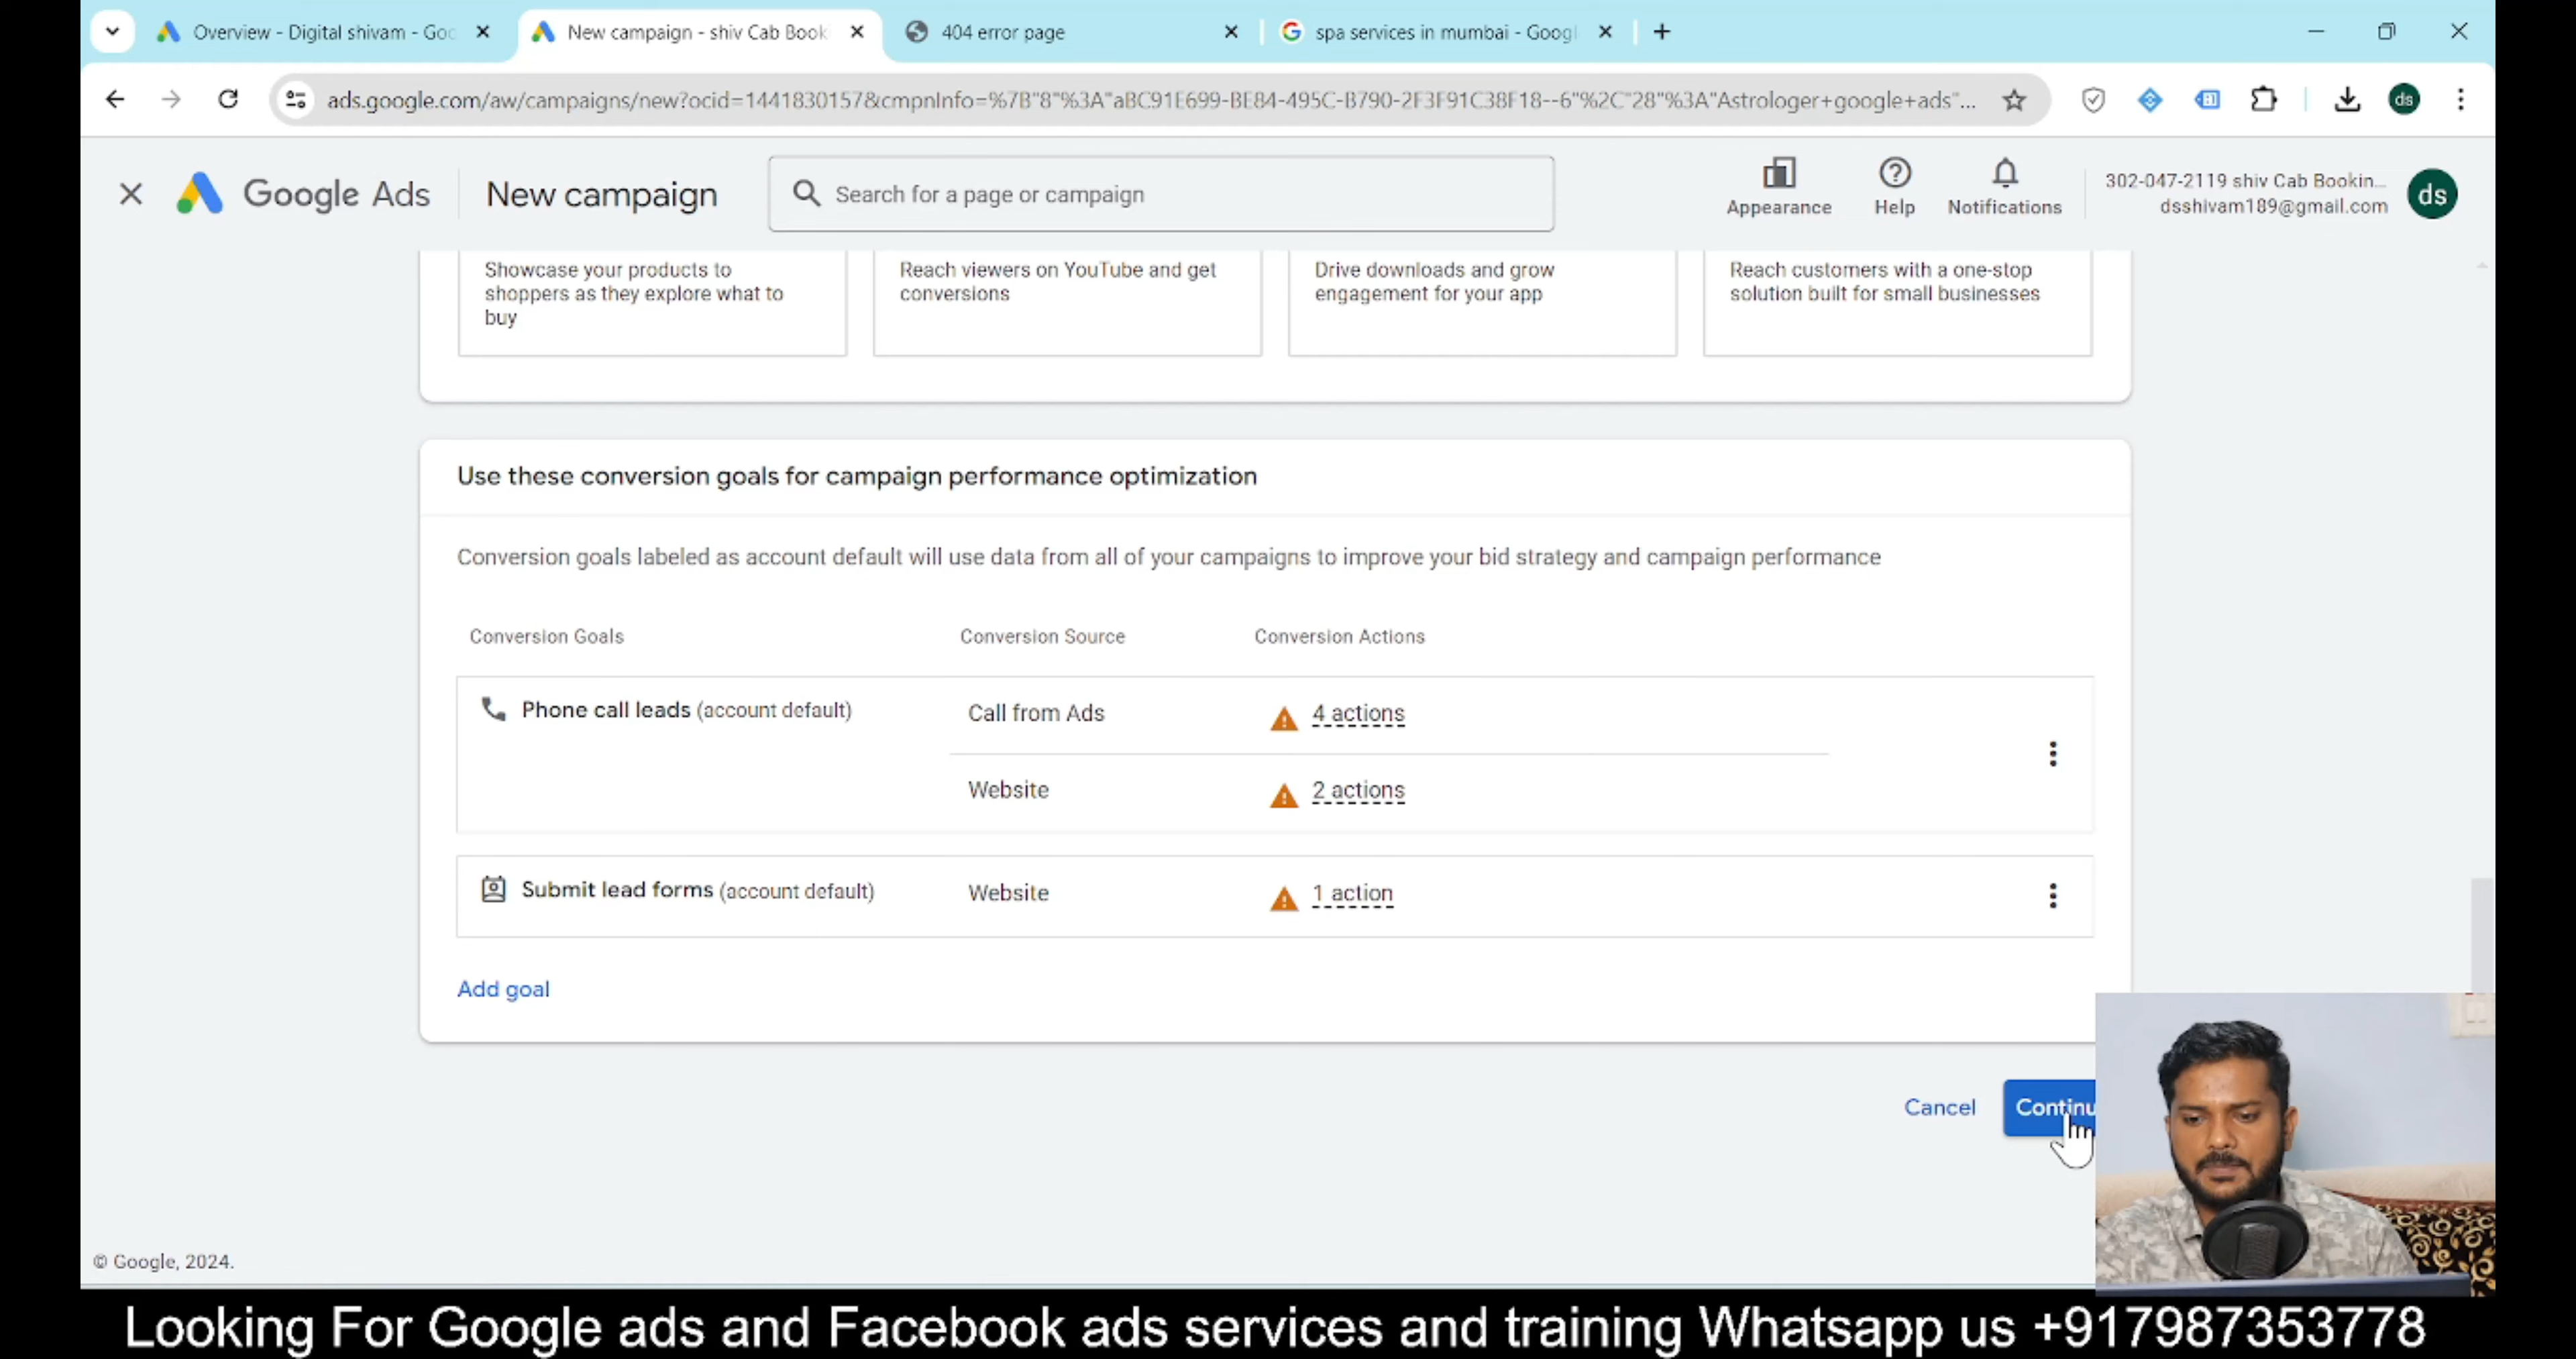 Overview - Digital shivam - Goo
New campaign - shiv Cab Book
404 error page
spa services in mumbai - Googl
ads.google.com/aw/campaigns/new?ocid=1441830157&cmpnInfo=%7B"8"%3A"aBC91E699-BE84-495C-B790-2F3F91C38F18--6"%2C"28"%3A"Astrologer+google+ads"...
ds
Google Ads
New campaign
Search for a page or campaign
Appearance
Help
Notifications
302-047-2119 shiv Cab Bookin...
dsshivam189@gmail.com
ds
Showcase your products to
shoppers as they explore what to
buy
Reach viewers on YouTube and get
conversions
Drive downloads and grow
engagement for your app
Reach customers with a one-stop
solution built for small businesses
Use these conversion goals for campaign performance optimization
Conversion goals labeled as account default will use data from all of your campaigns to improve your bid strategy and campaign performance
Conversion Goals
Conversion Source
Conversion Actions
Phone call leads (account default)
Call from Ads
4 actions
Website
2 actions
Submit lead forms (account default)
Website
1 action
Add goal
Cancel
Continu
© Google, 2024.
Looking For Google ads and Facebook ads services and training Whatsapp us +917987353778